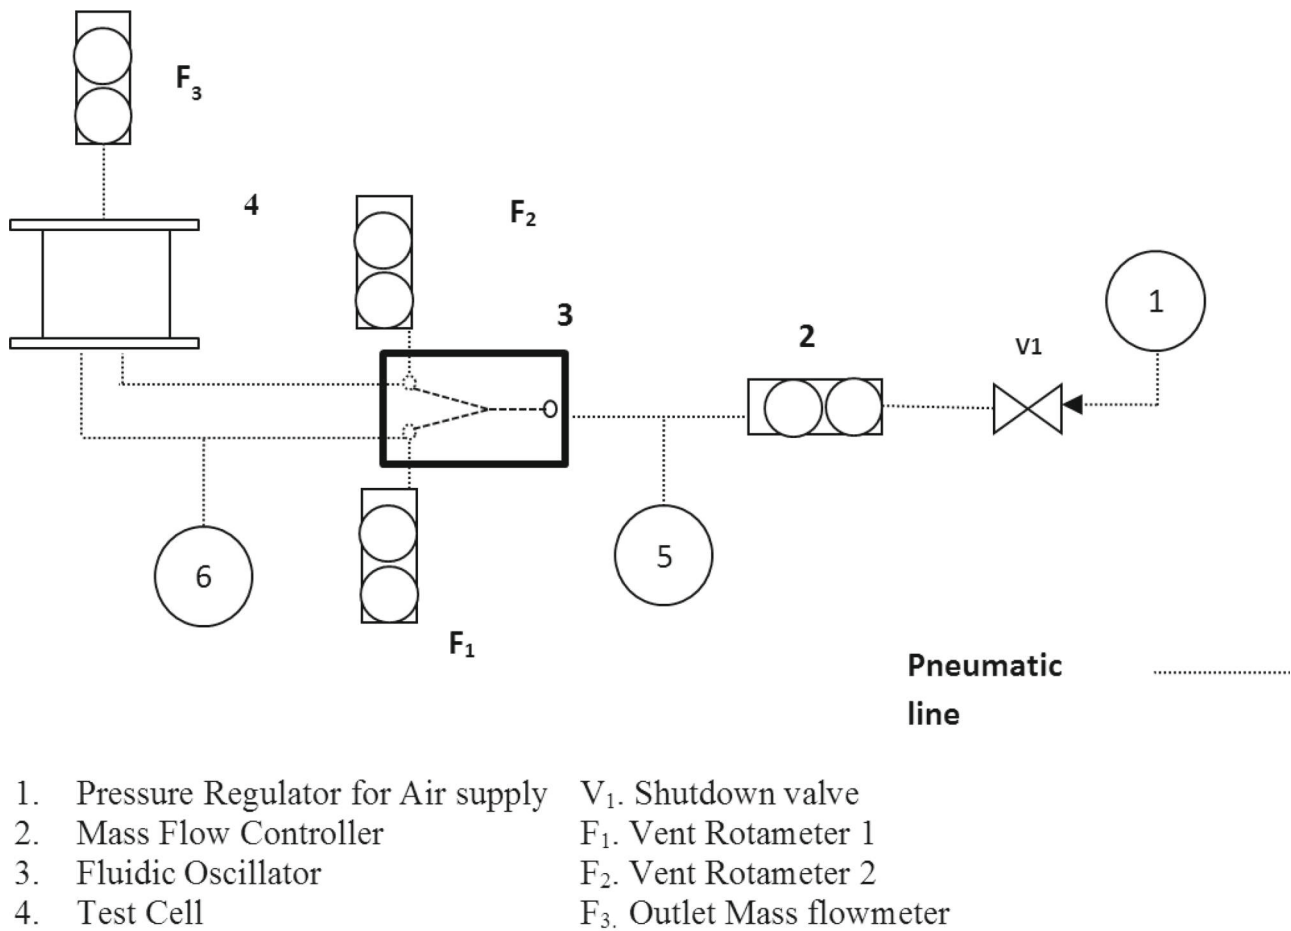 F₃
4
F₂
3
2
V1
1
6
5
F₁
Pneumatic
line
1. Pressure Regulator for Air supply V₁. Shutdown valve
2. Mass Flow Controller F₁. Vent Rotameter 1
3. Fluidic Oscillator F₂. Vent Rotameter 2
4. Test Cell F₃. Outlet Mass flowmeter